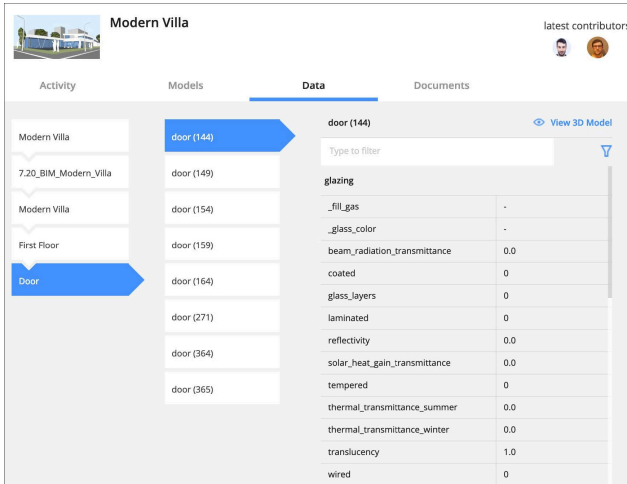 Modern Villa
latest contributors
Activity
Models
Data
Documents
Modern Villa
7.20_BIM_Modern_Villa
Modern Villa
First Floor
Door
door (144)
door (149)
door (154)
door (159)
door (164)
door (271)
door (364)
door (365)
door (144)
View 3D Model
Type to filter
glazing
_fill_gas -
_glass_color -
beam_radiation_transmittance 0.0
coated 0
glass_layers 0
laminated 0
reflectivity 0.0
solar_heat_gain_transmittance 0.0
tempered 0
thermal_transmittance_summer 0.0
thermal_transmittance_winter 0.0
translucency 1.0
wired 0